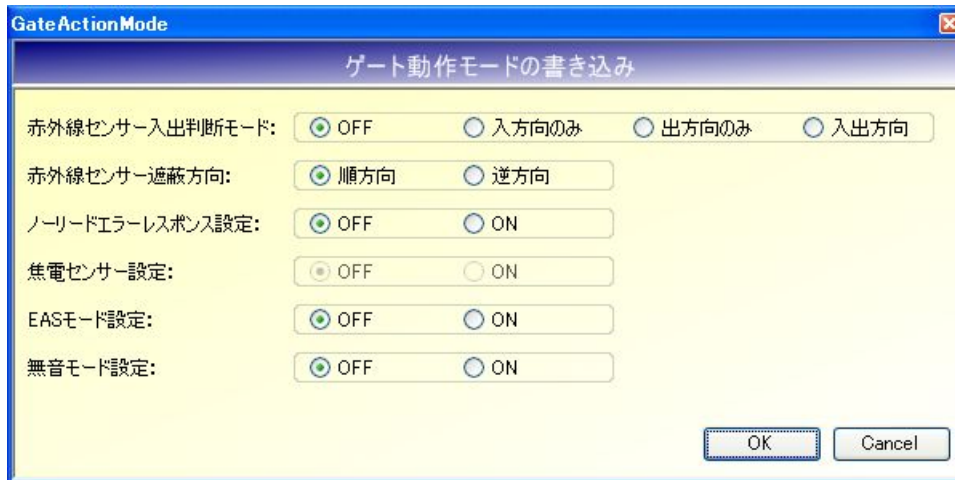 GateActionMode
ゲート動作モードの書き込み
赤外線センサー入出判断モード: OFF 入方向のみ 出方向のみ 入出方向
赤外線センサー遮蔽方向: 順方向 逆方向
ノーリードエラーレスポンス設定: OFF ON
焦電センサー設定: OFF ON
EASモード設定: OFF ON
無音モード設定: OFF ON
OK Cancel